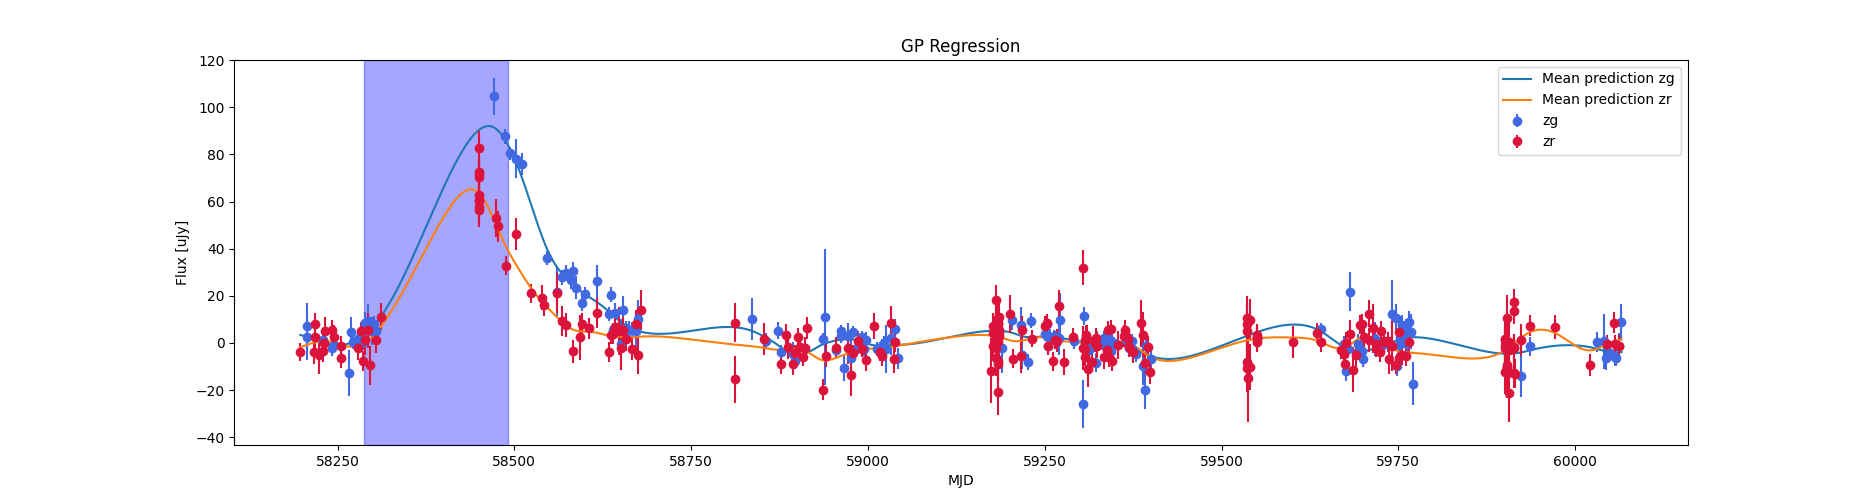 GP Regression
120
100
80
60
40
20
0
−20
−40
Flux [uJy]
58250
58500
58750
59000
59250
59500
59750
60000
MJD
Mean prediction zg
Mean prediction zr
zg
zr